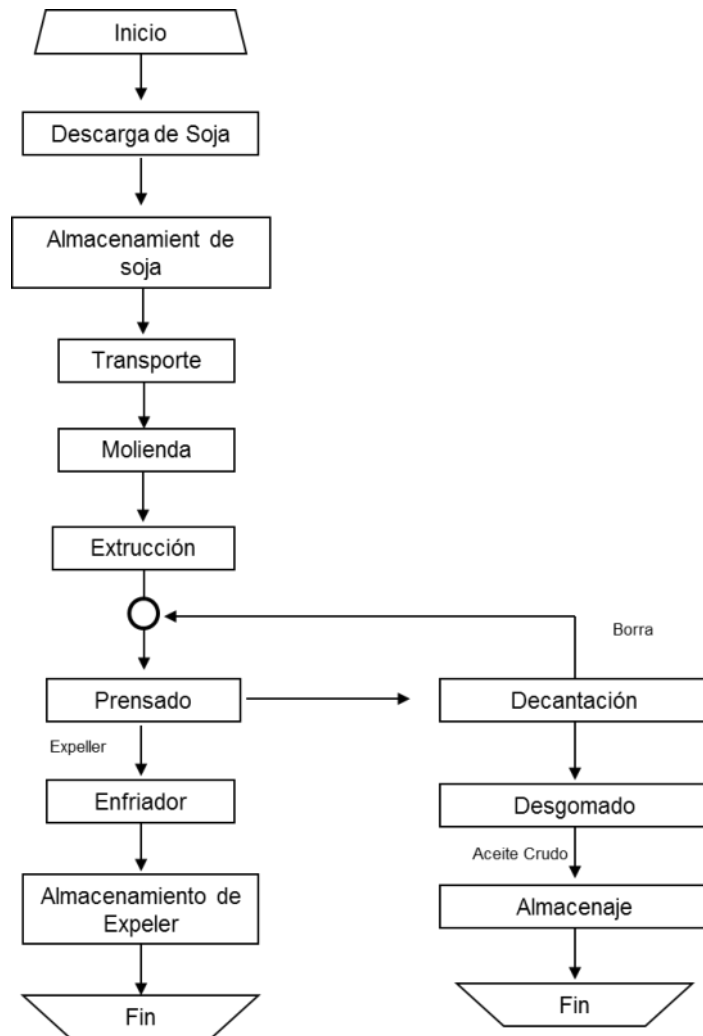 Inicio
Descarga de Soja
Almacenamient de
soja
Transporte
Molienda
Extrucción
Borra
Prensado
Decantación
Expeller
Enfriador
Desgomado
Aceite Crudo
Almacenamiento de
Expeler
Almacenaje
Fin
Fin